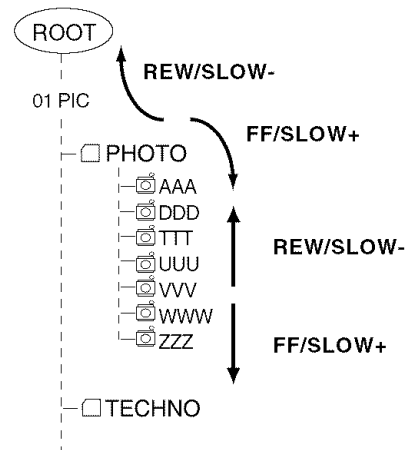 ROOT
REW/SLOW-
01 PIC
FF/SLOW+
PHOTO
AAA
DDD
TTT
REW/SLOW-
UUU
VVV
WWW
ZZZ
FF/SLOW+
TECHNO